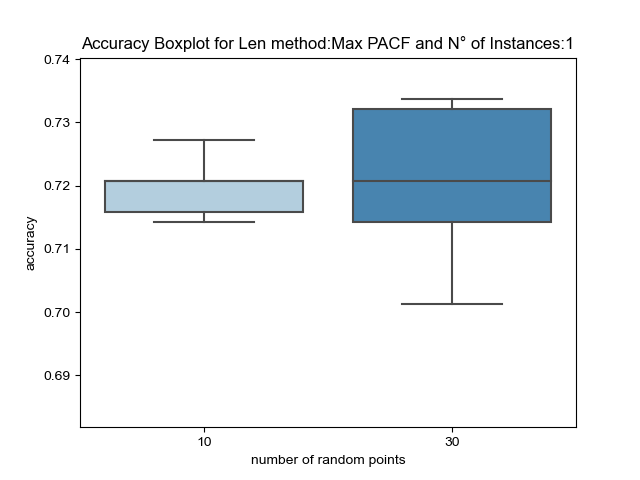 Accuracy Boxplot for Len method:Max PACF and N° of Instances:1
0.74
0.73
0.72
0.71
0.70
0.69
accuracy
10
30
number of random points